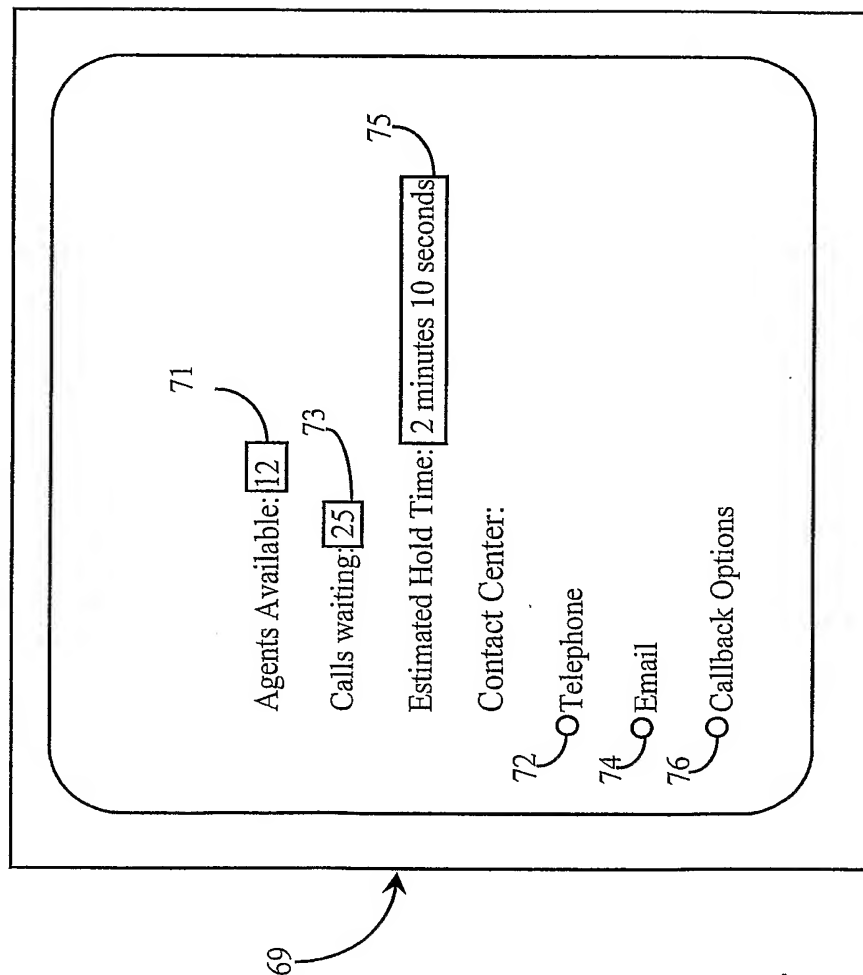 69
71
Agents Available: 12
73
Calls waiting: 25
75
Estimated Hold Time: 2 minutes 10 seconds
Contact Center:
72
Telephone
74
Email
76
Callback Options